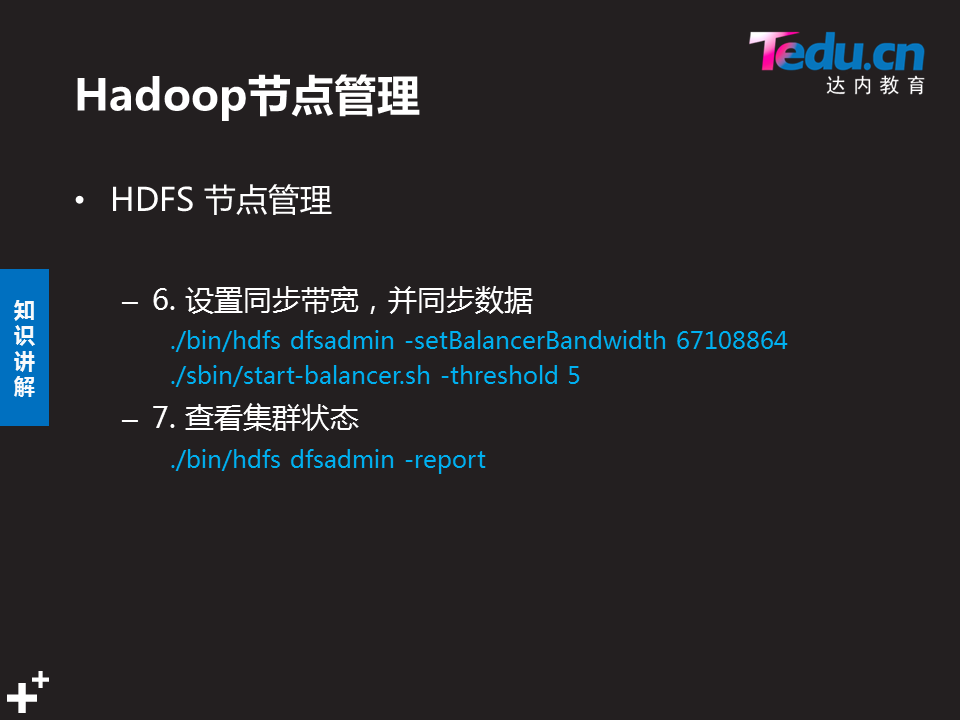 Tedu.cn
达内教育
Hadoop节点管理
• HDFS 节点管理
– 6. 设置同步带宽，并同步数据
./bin/hdfs dfsadmin -setBalancerBandwidth 67108864
./sbin/start-balancer.sh -threshold 5
– 7. 查看集群状态
./bin/hdfs dfsadmin -report
知识讲解